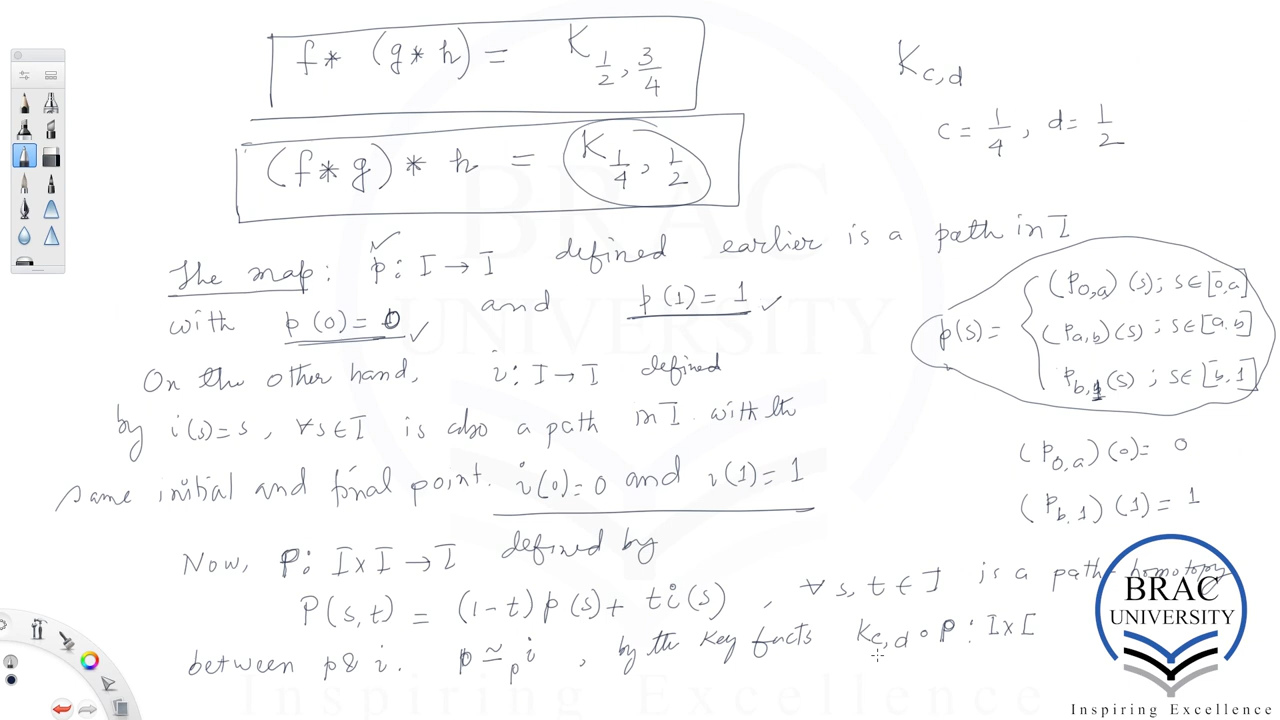 f * (g * h) = K_{1/2, 3/4}
K_{c,d}
c = 1/4, d = 1/2
(f * g) * h = K_{1/4, 1/2}
The map: p : I → I defined earlier is a path in I
with p(0) = 0 ✓ and p(1) = 1 ✓
p(s) = { (P_{0,a})(s); s ∈ [0,a]
(P_{a,b})(s); s ∈ [a.b]
P_{b,1}(s); s ∈ [b,1]
On the other hand, i : I → I defined
by i(s) = s, ∀ s ∈ I is also a path in I. with the
same initial and final point. i(0) = 0 and i(1) = 1
(P_{0,a})(0) = 0
(P_{b,1})(1) = 1
Now, P : I x I → I defined by
P(s,t) = (1-t) p(s) + t i(s), ∀ s, t ∈ I is a path-homotopy
between p & i. p ≃_p i, by the key facts K_{c,d} ∘ P : I x I
BRAC
UNIVERSITY
Inspiring Excellence
BRAC
UNIVERSITY
Inspiring Excellence